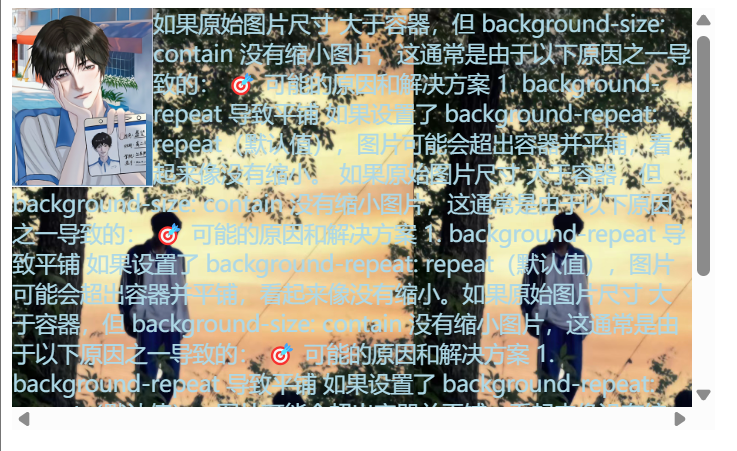 如果原始图片尺寸 大于容器，但 background-size:
contain 没有缩小图片，这通常是由于以下原因之一导
致的： 🎯 可能的原因和解决方案 1. background-
repeat 导致平铺 如果设置了 background-repeat:
repeat（默认值），图片可能会超出容器并平铺，看
起来像没有缩小。 如果原始图片尺寸 大于容器，但
background-size: contain 没有缩小图片，这通常是由于以下原因
之一导致的： 🎯 可能的原因和解决方案 1. background-repeat 导
致平铺 如果设置了 background-repeat: repeat（默认值），图片
可能会超出容器并平铺，看起来像没有缩小。如果原始图片尺寸 大
于容器，但 background-size: contain 没有缩小图片，这通常是由
于以下原因之一导致的： 🎯 可能的原因和解决方案 1.
background-repeat 导致平铺 如果设置了 background-repeat: